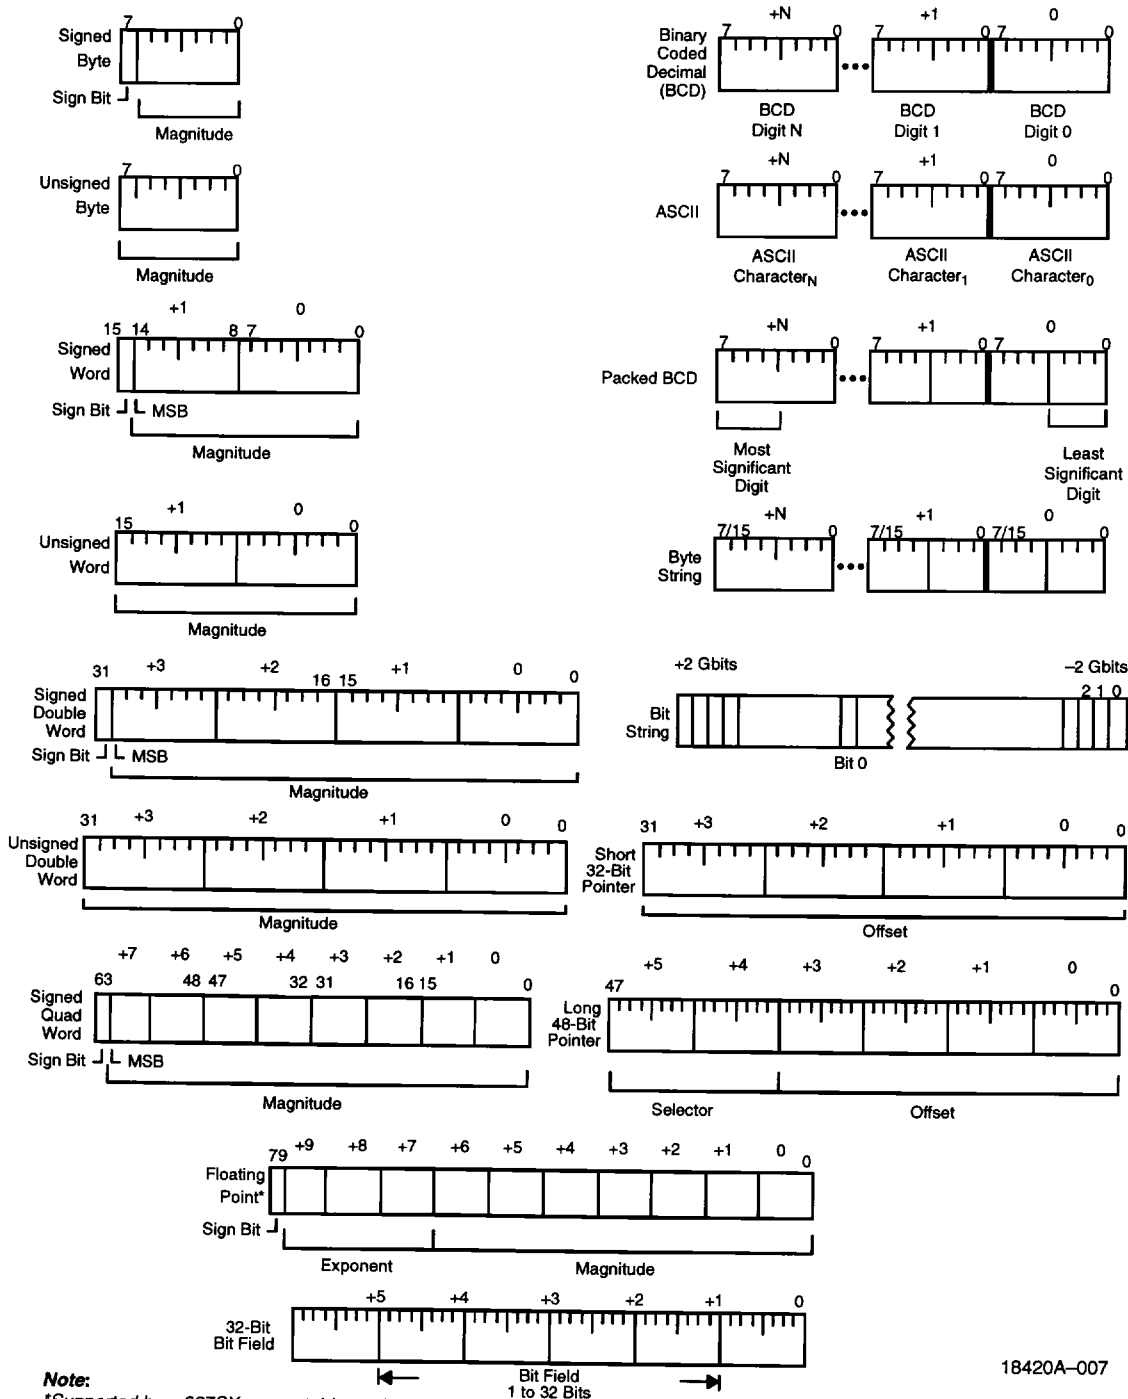 7 0
Signed
Byte
Sign Bit
Magnitude
7 0
Unsigned
Byte
Magnitude
+1 0
15 14 8 7 0
Signed
Word
Sign Bit MSB
Magnitude
+1 0
15 0
Unsigned
Word
Magnitude
31 +3 +2 +1 0 0
16 15
Signed
Double
Word
Sign Bit MSB
Magnitude
31 +3 +2 +1 0 0
Unsigned
Double
Word
Magnitude
+7 +6 +5 +4 +3 +2 +1 0
63 48 47 32 31 16 15 0
Signed
Quad
Word
Sign Bit MSB
Magnitude
+N +1 0
7 0 7 0 7 0
Binary
Coded
Decimal
(BCD)
BCD BCD BCD
Digit N Digit 1 Digit 0
+N +1 0
7 0 7 0 7 0
ASCII
ASCII ASCII ASCII
CharacterN Character1 Character0
+N +1 0
7 0 7 0 7 0
Packed BCD
Most
Significant
Digit
Least
Significant
Digit
+N +1 0
7/15 0 7/15 0 7/15 0
Byte
String
+2 Gbits –2 Gbits
2 1 0
Bit
String
Bit 0
31 +3 +2 +1 0 0
Short
32-Bit
Pointer
Offset
+5 +4 +3 +2 +1 0
47 0
Long
48-Bit
Pointer
Selector Offset
79 +9 +8 +7 +6 +5 +4 +3 +2 +1 0 0
Floating
Point*
Sign Bit
Exponent Magnitude
+5 +4 +3 +2 +1 0
32-Bit
Bit Field
Bit Field
1 to 32 Bits
18420A–007
Note: